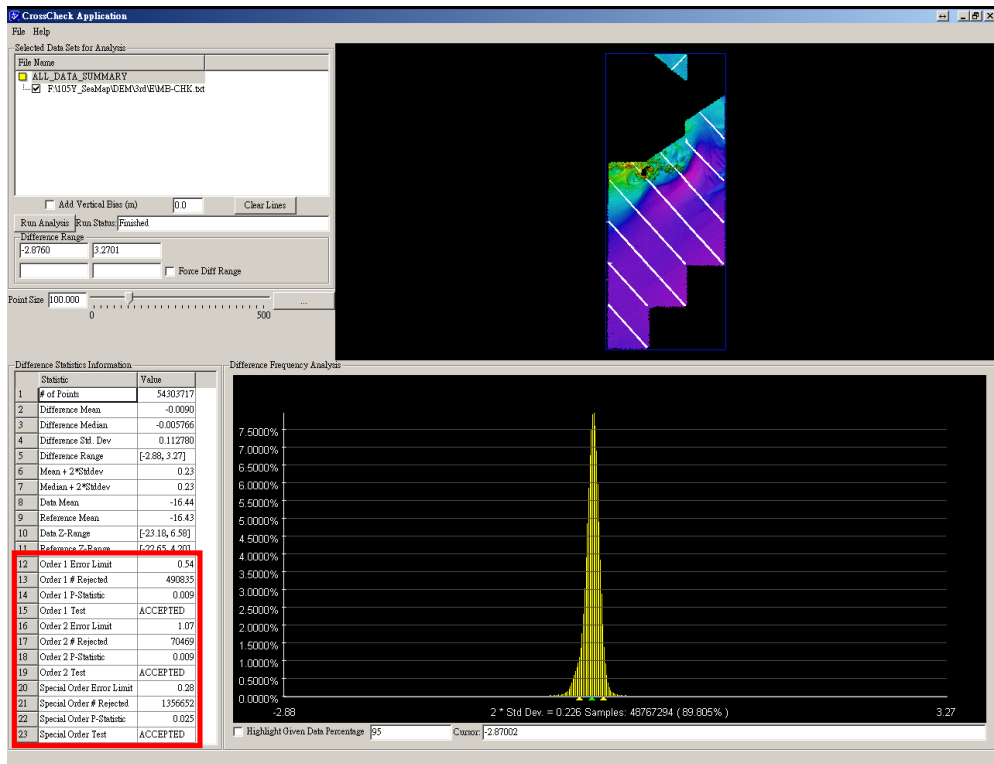 CrossCheck Application
File Help
Selected Data Sets for Analysis
File Name
ALL_DATA_SUMMARY
F:\105Y_SeaMap\DEM\3rd\E\MB-CHK.txt
Add Vertical Bias (m) 0.0 Clear Lines
Run Analysis Run Status: Finished
Difference Range
-2.8760 3.2701
Force Diff Range
Point Size 100.000 ...
0 500
Difference Statistics Information
Statistic Value
1 # of Points 54303717
2 Difference Mean -0.0090
3 Difference Median -0.005766
4 Difference Std. Dev 0.112780
5 Difference Range [-2.88, 3.27]
6 Mean + 2*Stddev 0.23
7 Median + 2*Stddev 0.23
8 Data Mean -16.44
9 Reference Mean -16.43
10 Data Z-Range [-23.18, 6.58]
11 Reference Z-Range [-22.65, 4.20]
12 Order 1 Error Limit 0.54
13 Order 1 # Rejected 490835
14 Order 1 P-Statistic 0.009
15 Order 1 Test ACCEPTED
16 Order 2 Error Limit 1.07
17 Order 2 # Rejected 70469
18 Order 2 P-Statistic 0.009
19 Order 2 Test ACCEPTED
20 Special Order Error Limit 0.28
21 Special Order # Rejected 1356652
22 Special Order P-Statistic 0.025
23 Special Order Test ACCEPTED
Difference Frequency Analysis
7.5000%
7.0000%
6.5000%
6.0000%
5.5000%
5.0000%
4.5000%
4.0000%
3.5000%
3.0000%
2.5000%
2.0000%
1.5000%
1.0000%
0.5000%
0.0000%
-2.88 2 * Std Dev. = 0.226 Samples: 48767294 ( 89.805% ) 3.27
Highlight Given Data Percentage 95 Cursor: -2.87002